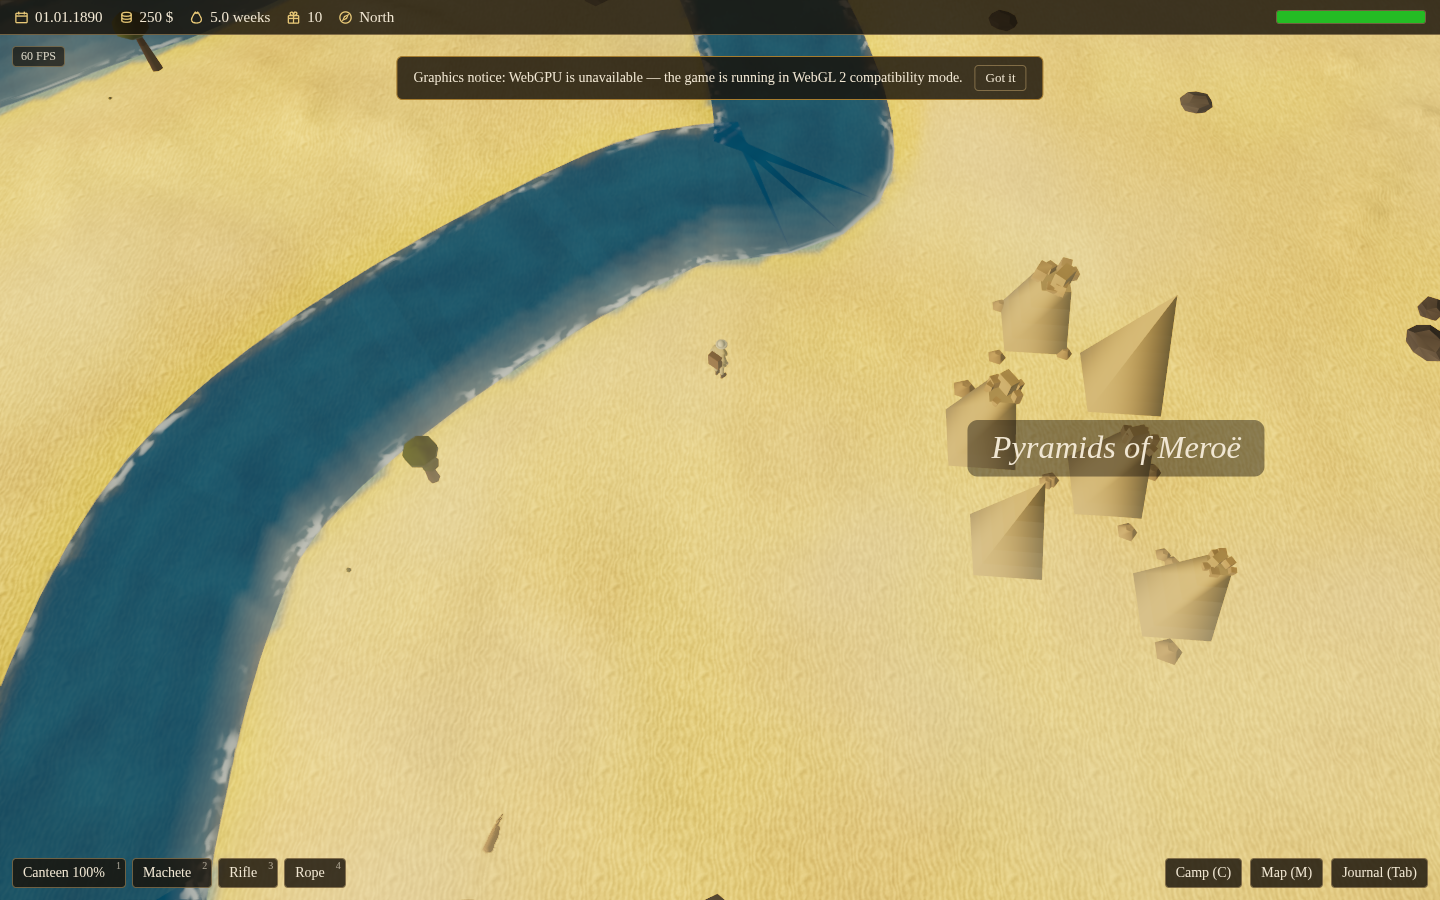 01.01.1890 250 $ 5.0 weeks 10 North
60 FPS
Graphics notice: WebGPU is unavailable — the game is running in WebGL 2 compatibility mode. Got it
Pyramids of Meroë
Canteen 100% 1 Machete 2 Rifle 3 Rope 4 Camp (C) Map (M) Journal (Tab)